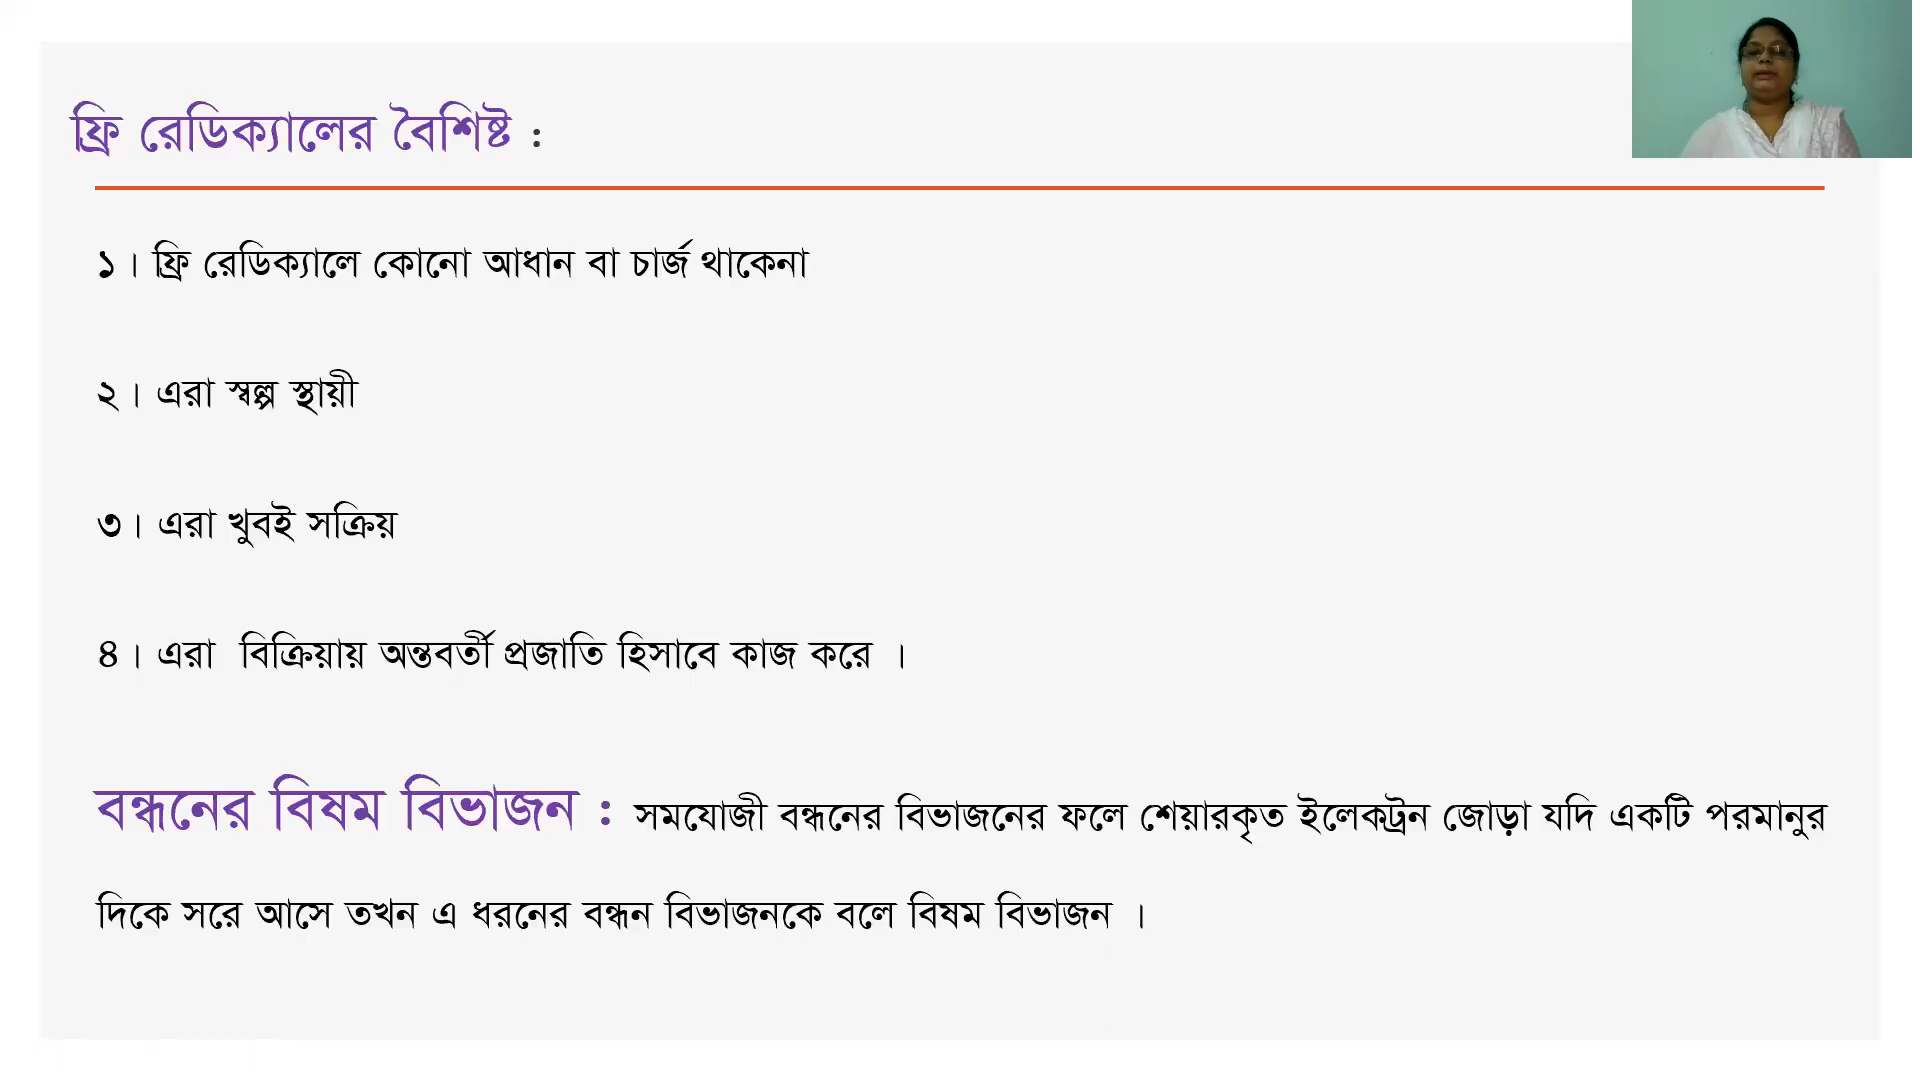 ফ্রি রেডিক্যালের বৈশিষ্ট :
১। ফ্রি রেডিক্যালে কোনো আধান বা চার্জ থাকেনা
২। এরা স্বল্প স্থায়ী
৩। এরা খুবই সক্রিয়
৪। এরা বিক্রিয়ায় অন্তবর্তী প্রজাতি হিসাবে কাজ করে ।
বন্ধনের বিষম বিভাজন : সমযোজী বন্ধনের বিভাজনের ফলে শেয়ারকৃত ইলেকট্রন জোড়া যদি একটি পরমানুর
দিকে সরে আসে তখন এ ধরনের বন্ধন বিভাজনকে বলে বিষম বিভাজন ।